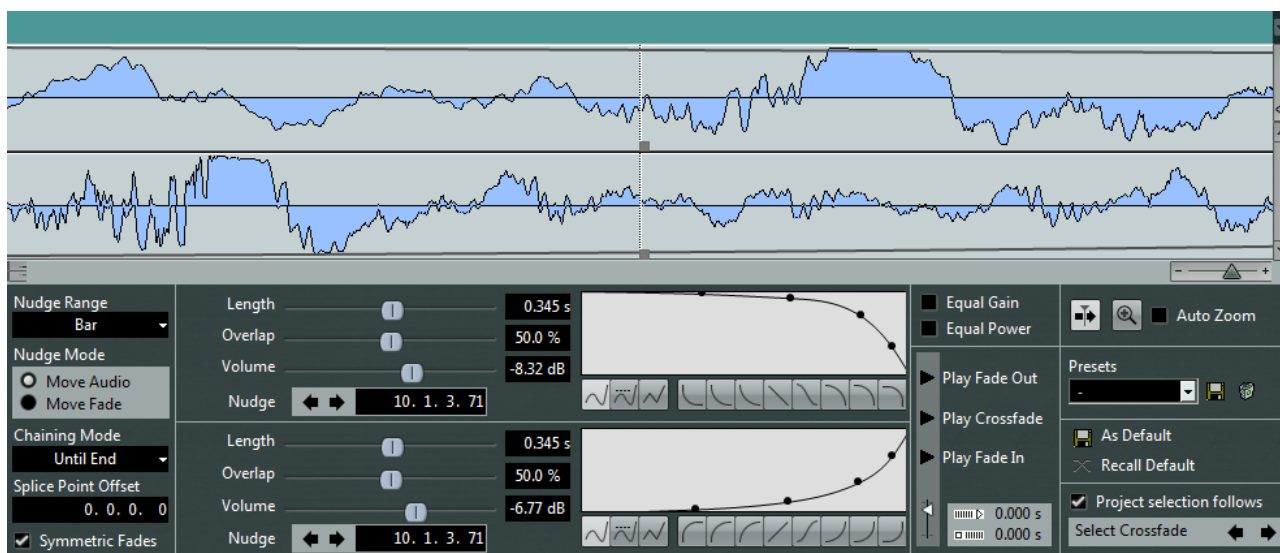 Nudge Range
Bar
Nudge Mode
Move Audio
Move Fade
Chaining Mode
Until End
Splice Point Offset
0. 0. 0. 0
Symmetric Fades
Length 0.345 s
Overlap 50.0 %
Volume -8.32 dB
Nudge 10. 1. 3. 71
Length 0.345 s
Overlap 50.0 %
Volume -6.77 dB
Nudge 10. 1. 3. 71
Equal Gain
Equal Power
Play Fade Out
Play Crossfade
Play Fade In
0.000 s
0.000 s
Auto Zoom
Presets
-
As Default
Recall Default
Project selection follows
Select Crossfade